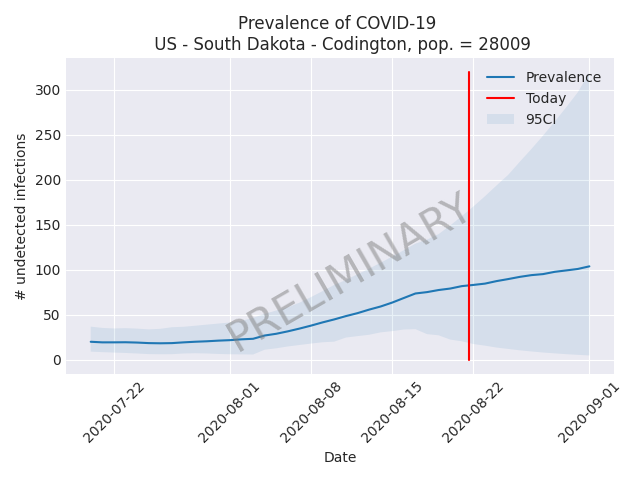 Prevalence of COVID-19
US - South Dakota - Codington, pop. = 28009
Prevalence
Today
95CI
300
250
200
150
100
50
0
# undetected infections
PRELIMINARY
2020-07-22
2020-08-01
2020-08-08
2020-08-15
2020-08-22
2020-09-01
Date